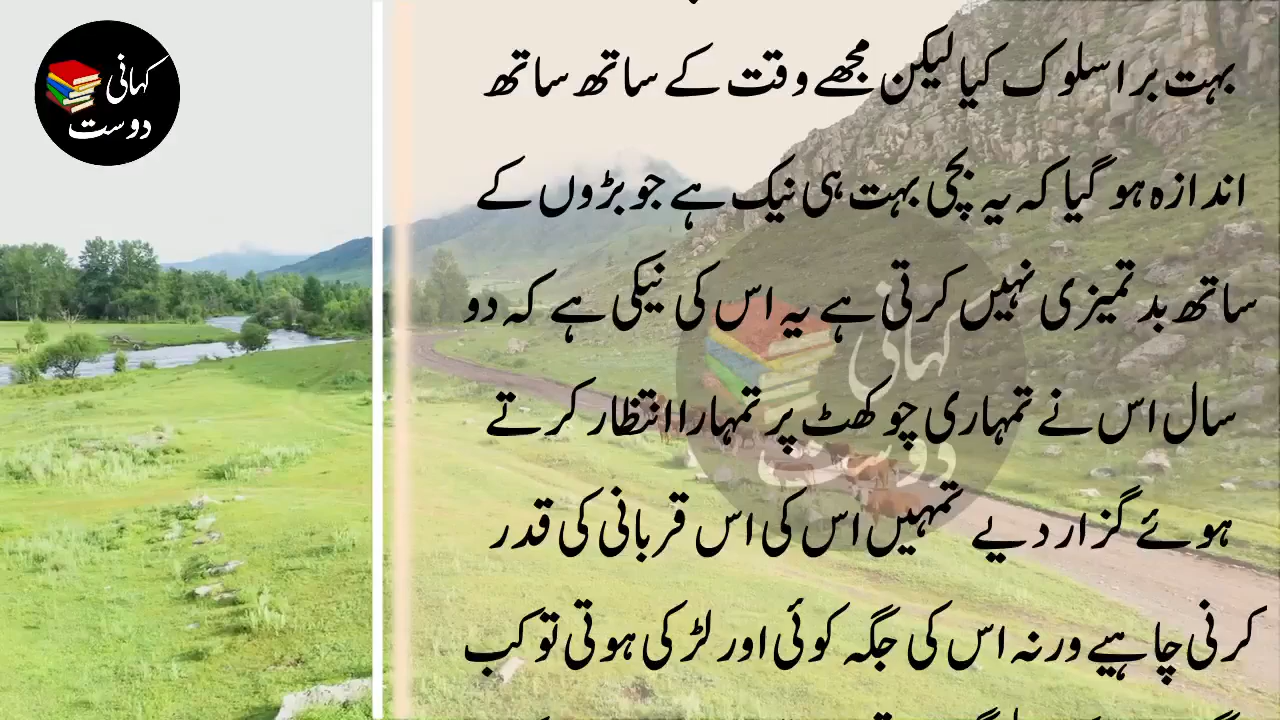 کہانی
دوست
بہت برا سلوک کیا لیکن مجھے وقت کے ساتھ ساتھ
اندازہ ہو گیا کہ یہ بچی بہت ہی نیک ہے جو بڑوں کے
ساتھ بدتمیزی نہیں کرتی ہے یہ اس کی نیکی ہے کہ دو
سال اس نے تمہاری چوکھٹ پر تمہارا انتظار کرتے
ہوئے گزار دیے تمہیں اس کی اس قربانی کی قدر
کرنی چاہیے ورنہ اس کی جگہ کوئی اور لڑکی ہوتی تو کب
کہانی
دوست